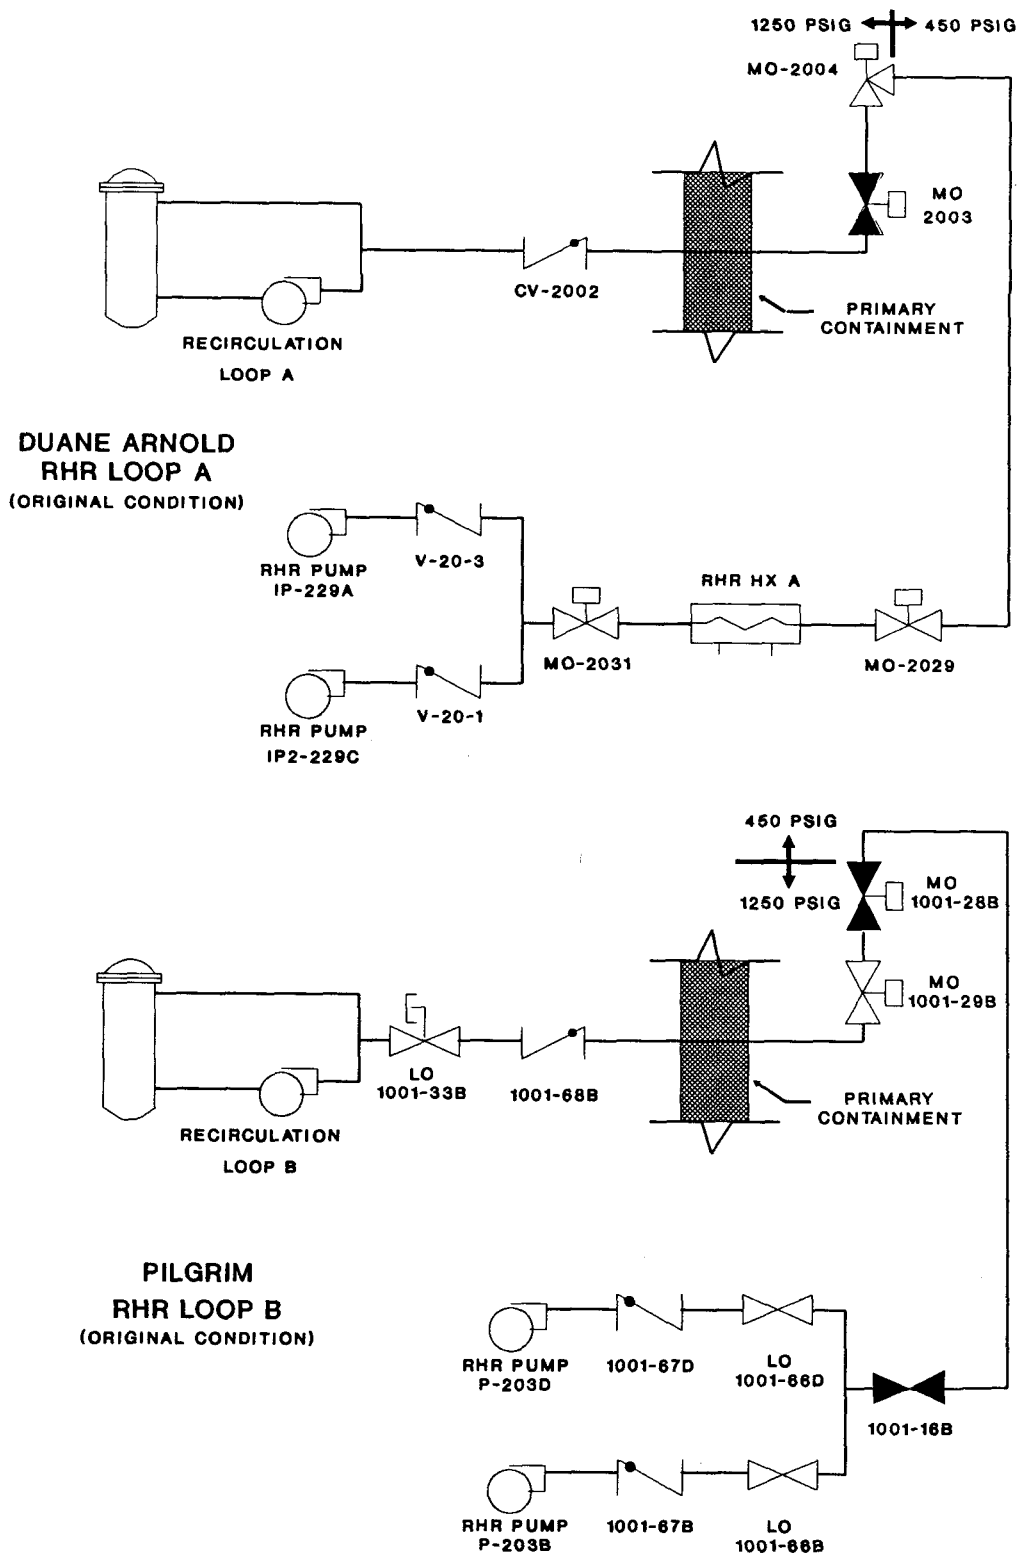 1250 PSIG 450 PSIG
MO-2004
MO
2003
CV-2002
PRIMARY
CONTAINMENT
RECIRCULATION
LOOP A
DUANE ARNOLD
RHR LOOP A
(ORIGINAL CONDITION)
V-20-3
RHR PUMP
IP-229A
RHR HX A
MO-2031
MO-2029
V-20-1
RHR PUMP
IP2-229C
450 PSIG
1250 PSIG
MO
1001-28B
MO
1001-29B
LO
1001-33B
1001-68B
PRIMARY
CONTAINMENT
RECIRCULATION
LOOP B
PILGRIM
RHR LOOP B
(ORIGINAL CONDITION)
RHR PUMP
P-203D
1001-67D
LO
1001-66D
1001-16B
RHR PUMP
P-203B
1001-67B
LO
1001-66B